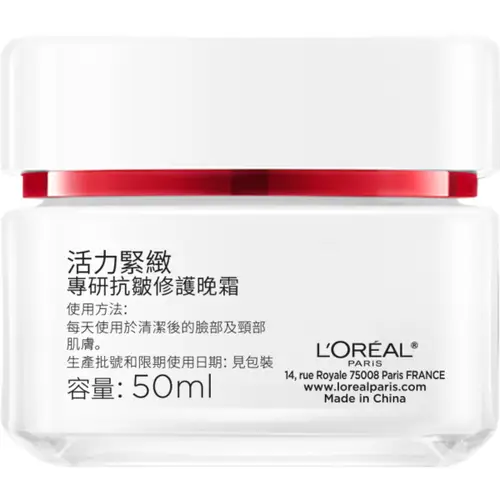 活力緊緻
專研抗皺修護晚霜
使用方法:
每天使用於清潔後的臉部及頸部
肌膚。
生產批號和限期使用日期: 見包裝
容量: 50ml
L'ORÉAL®
PARIS
14, rue Royale 75008 Paris FRANCE
www.lorealparis.com
Made in China